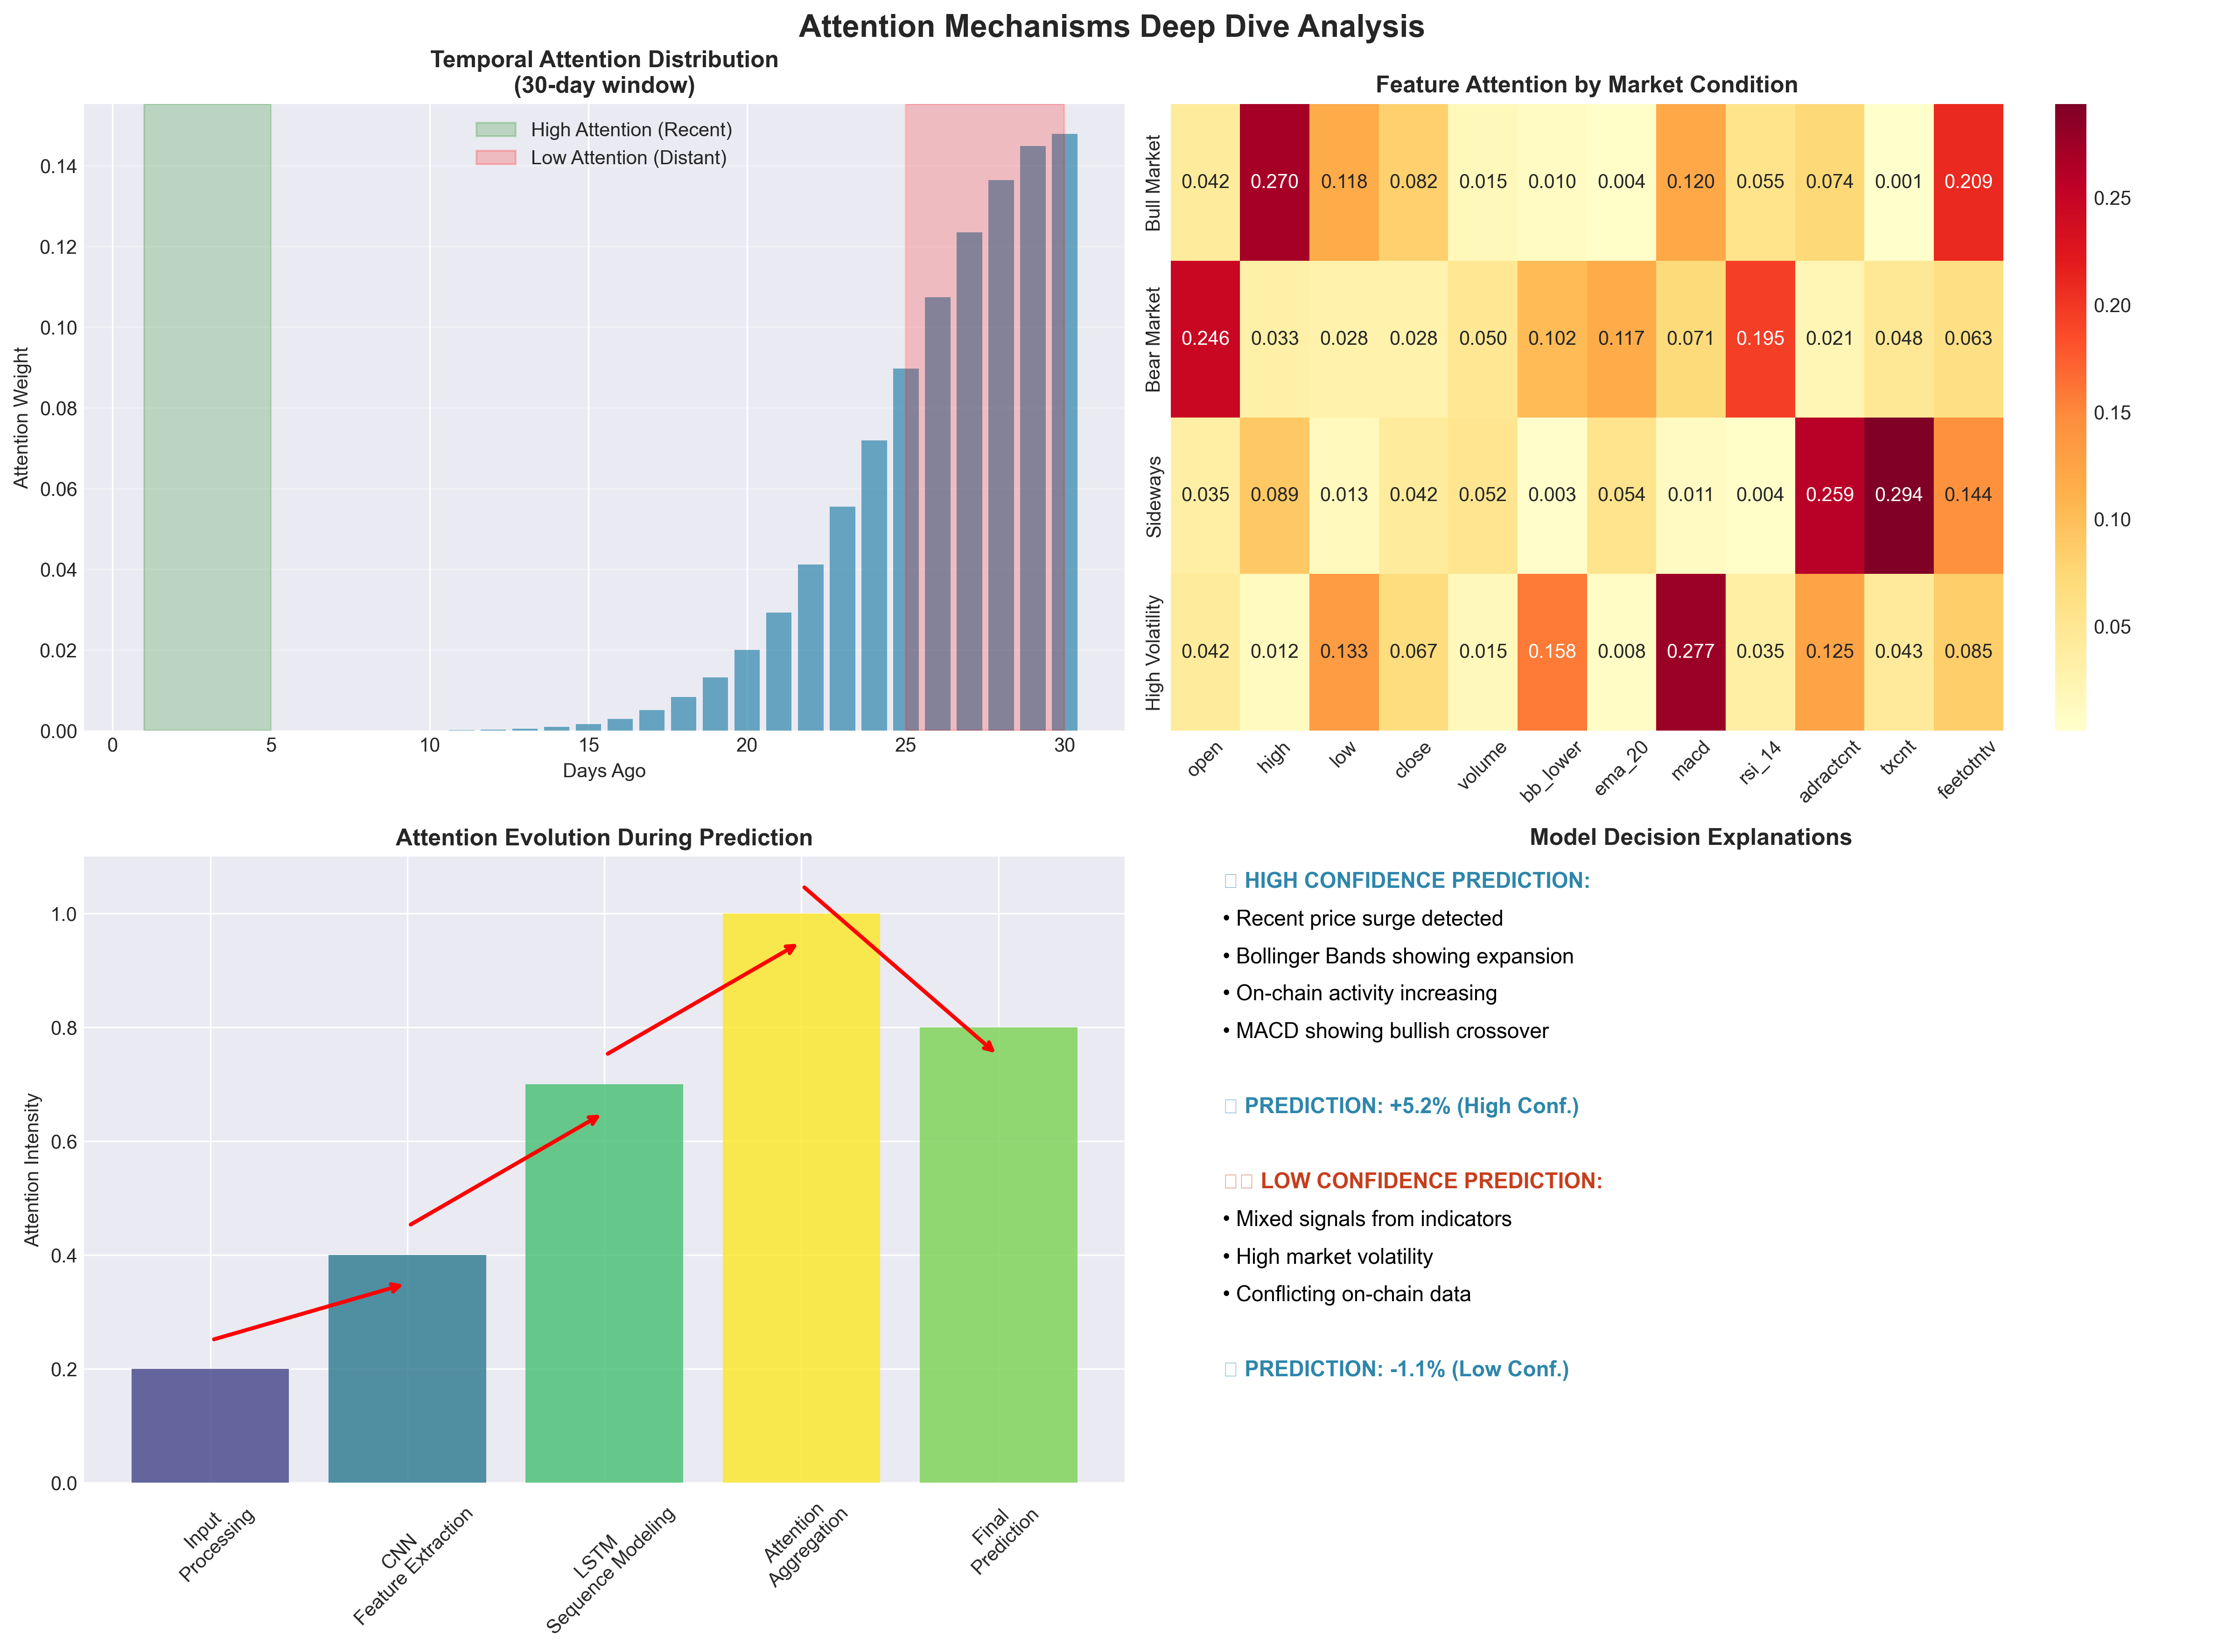 Attention Mechanisms Deep Dive Analysis
Temporal Attention Distribution
(30-day window)
High Attention (Recent)
Low Attention (Distant)
Attention Weight
0.14
0.12
0.10
0.08
0.06
0.04
0.02
0.00
0 5 10 15 20 25 30
Days Ago
Feature Attention by Market Condition
Bull Market
0.042 0.270 0.118 0.082 0.015 0.010 0.004 0.120 0.055 0.074 0.001 0.209
Bear Market
0.246 0.033 0.028 0.028 0.050 0.102 0.117 0.071 0.195 0.021 0.048 0.063
Sideways
0.035 0.089 0.013 0.042 0.052 0.003 0.054 0.011 0.004 0.259 0.294 0.144
High Volatility
0.042 0.012 0.133 0.067 0.015 0.158 0.008 0.277 0.035 0.125 0.043 0.085
open high low close volume bb_lower ema_20 macd rsi_14 adractcnt txcnt feetotntv
0.25
0.20
0.15
0.10
0.05
Attention Evolution During Prediction
Attention Intensity
1.0
0.8
0.6
0.4
0.2
0.0
Input
Processing
CNN
Feature Extraction
LSTM
Sequence Modeling
Attention
Aggregation
Final
Prediction
Model Decision Explanations
HIGH CONFIDENCE PREDICTION:
• Recent price surge detected
• Bollinger Bands showing expansion
• On-chain activity increasing
• MACD showing bullish crossover
PREDICTION: +5.2% (High Conf.)
LOW CONFIDENCE PREDICTION:
• Mixed signals from indicators
• High market volatility
• Conflicting on-chain data
PREDICTION: -1.1% (Low Conf.)